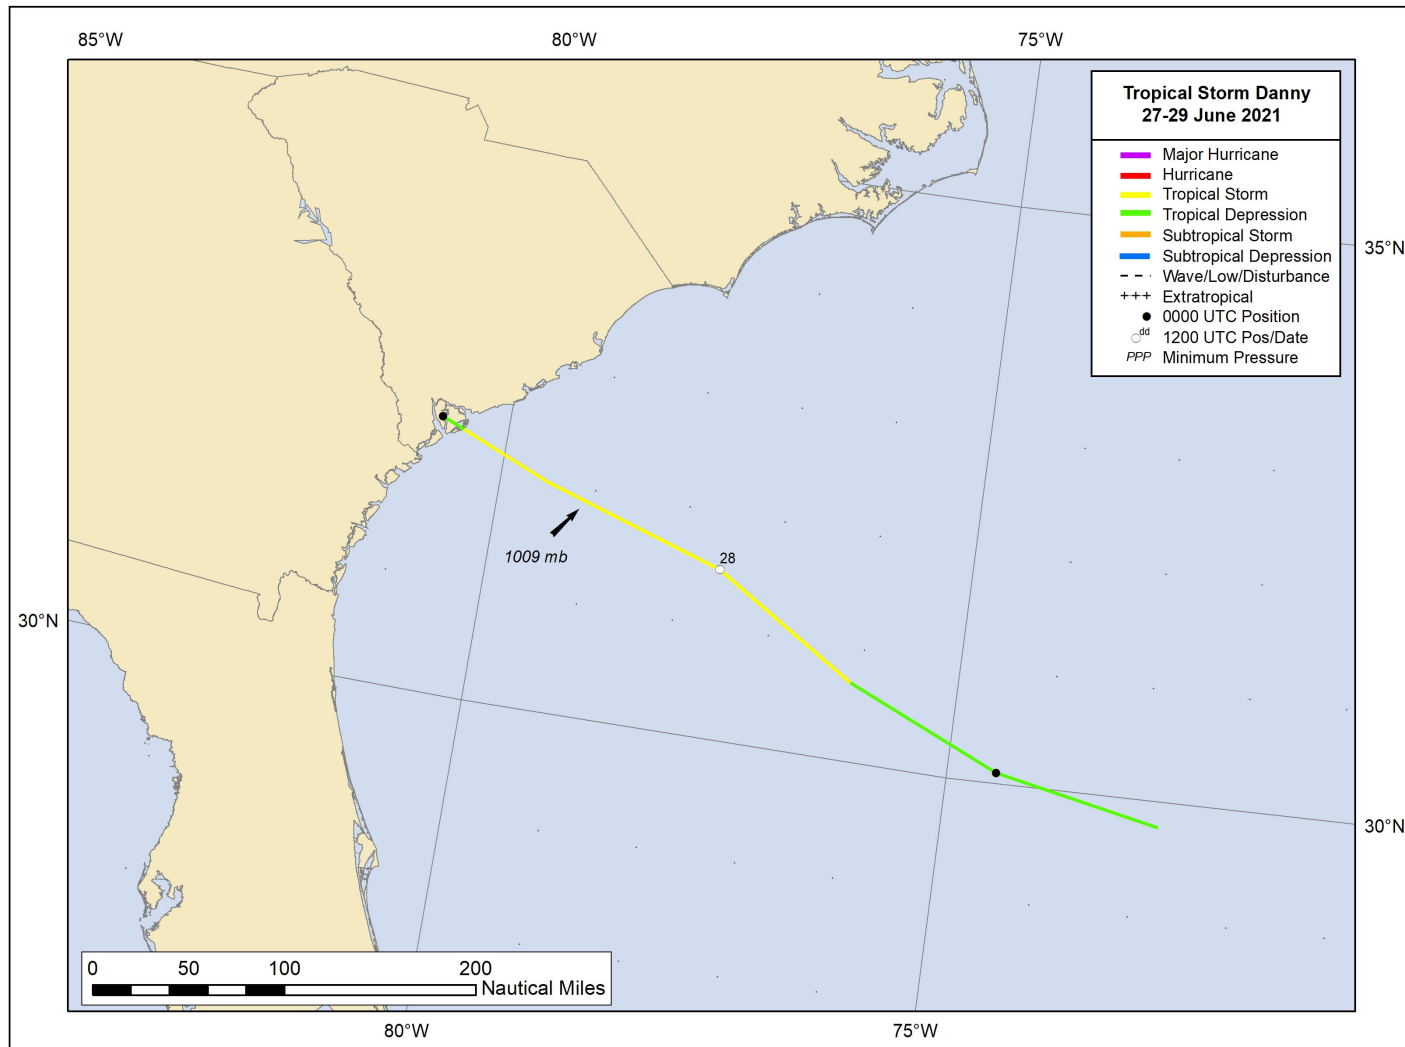 85°W 80°W 75°W
Tropical Storm Danny
27-29 June 2021
Major Hurricane
Hurricane
Tropical Storm
Tropical Depression
Subtropical Storm
Subtropical Depression
Wave/Low/Disturbance
+++ Extratropical
0000 UTC Position
dd 1200 UTC Pos/Date
PPP Minimum Pressure
35°N
1009 mb
28
30°N
30°N
0 50 100 200
Nautical Miles
80°W 75°W